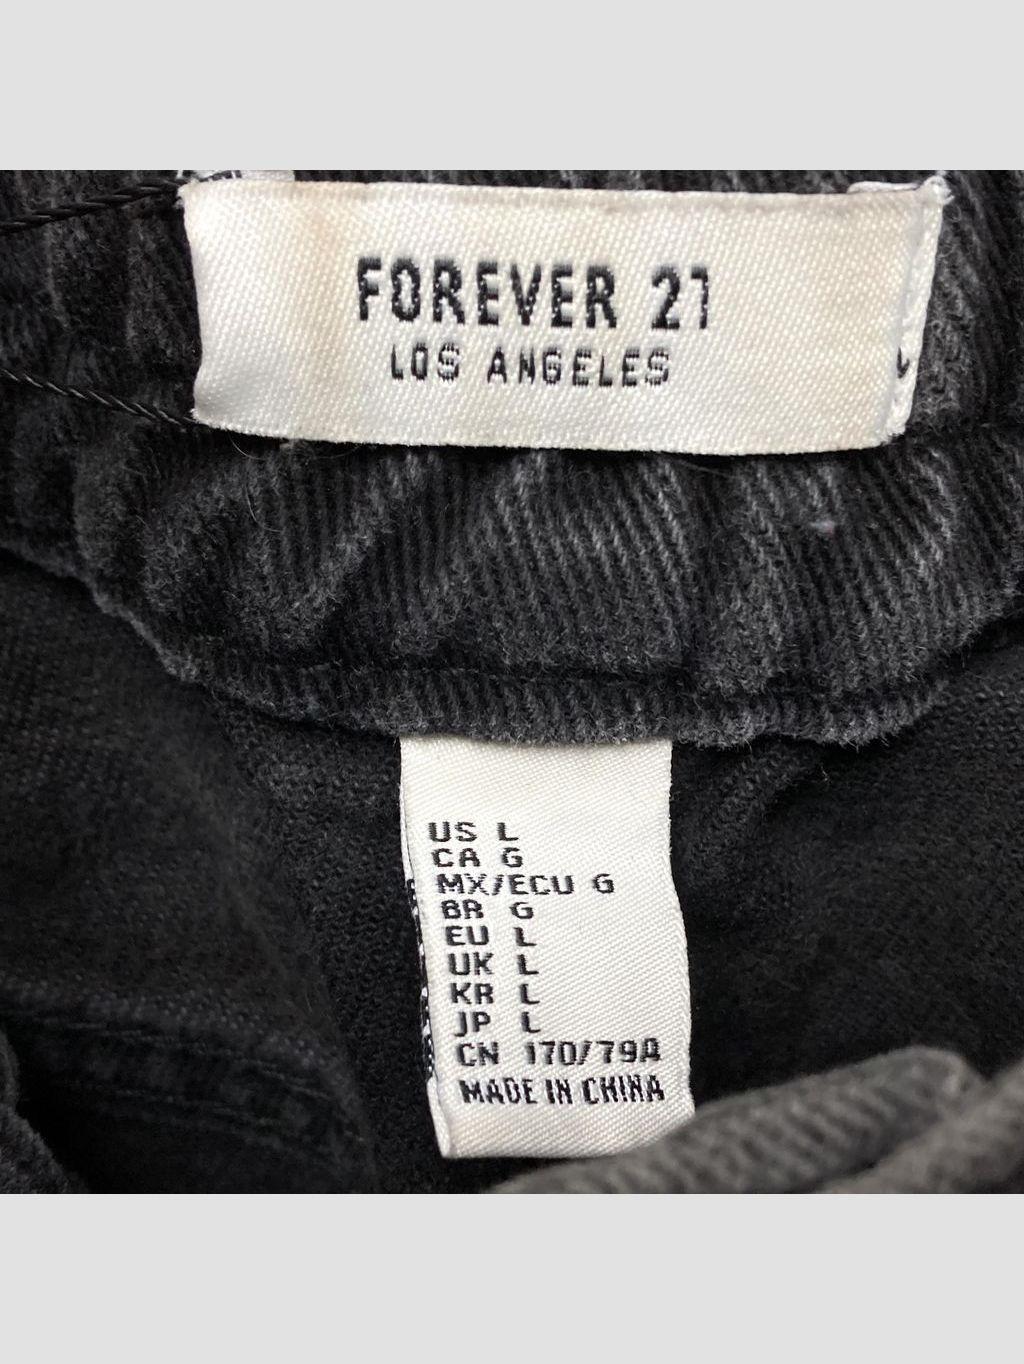 FOREVER 21
LOS ANGELES
US L
CA G
MX/ECU G
BR G
EU L
UK L
KR L
JP L
CN 170/79A
MADE IN CHINA